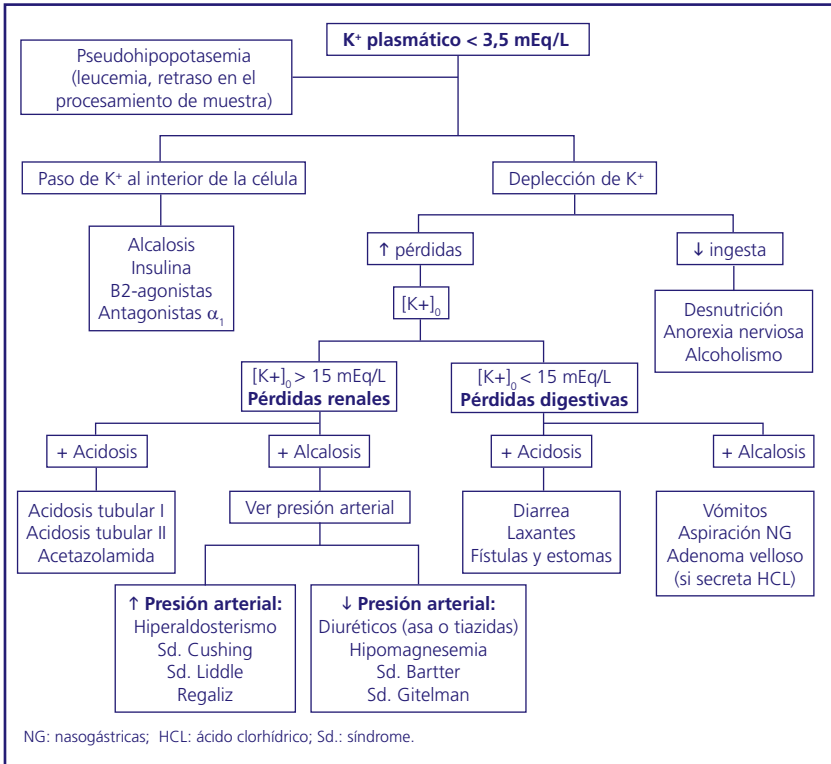 K+ plasmático < 3,5 mEq/L
Pseudohipopotasemia
(leucemia, retraso en el
procesamiento de muestra)
Paso de K+ al interior de la célula
Deplección de K+
Alcalosis
Insulina
B2-agonistas
Antagonistas α1
↑ pérdidas
↓ ingesta
[K+]0
Desnutrición
Anorexia nerviosa
Alcoholismo
[K+]0 > 15 mEq/L
Pérdidas renales
[K+]0 < 15 mEq/L
Pérdidas digestivas
+ Acidosis
+ Alcalosis
+ Acidosis
+ Alcalosis
Acidosis tubular I
Acidosis tubular II
Acetazolamida
Ver presión arterial
Diarrea
Laxantes
Fístulas y estomas
Vómitos
Aspiración NG
Adenoma velloso
(si secreta HCL)
↑ Presión arterial:
Hiperaldosterismo
Sd. Cushing
Sd. Liddle
Regaliz
↓ Presión arterial:
Diuréticos (asa o tiazidas)
Hipomagnesemia
Sd. Bartter
Sd. Gitelman
NG: nasogástricas; HCL: ácido clorhídrico; Sd.: síndrome.